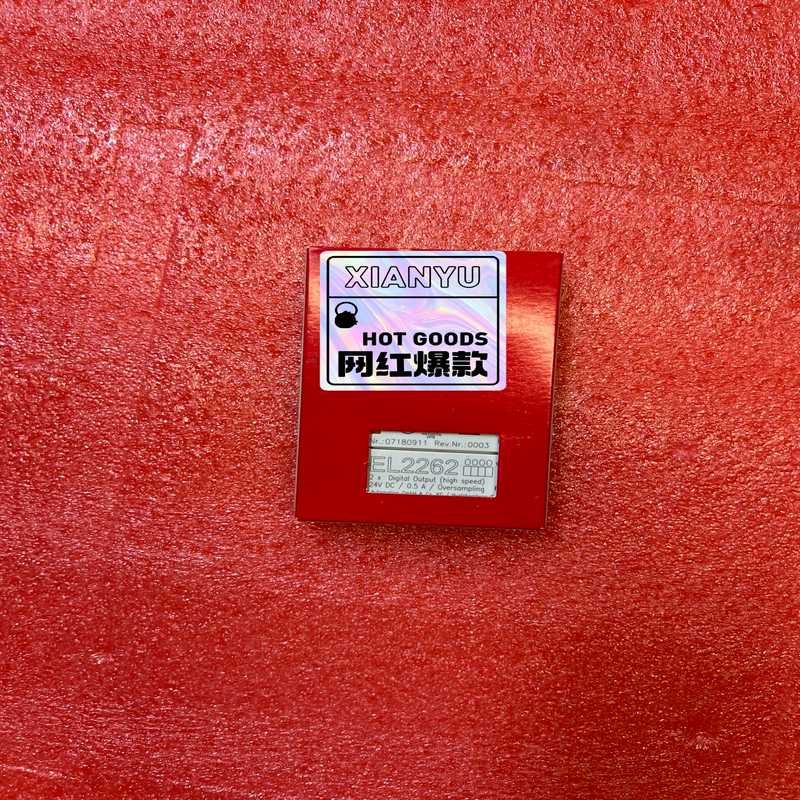 XIANYU
HOT GOODS
网红爆款
Nr.:07180911 Rev.Nr.:0003
EL2262
2 x Digital Output (high speed)
24V DC / 0.5 A / Oversampling